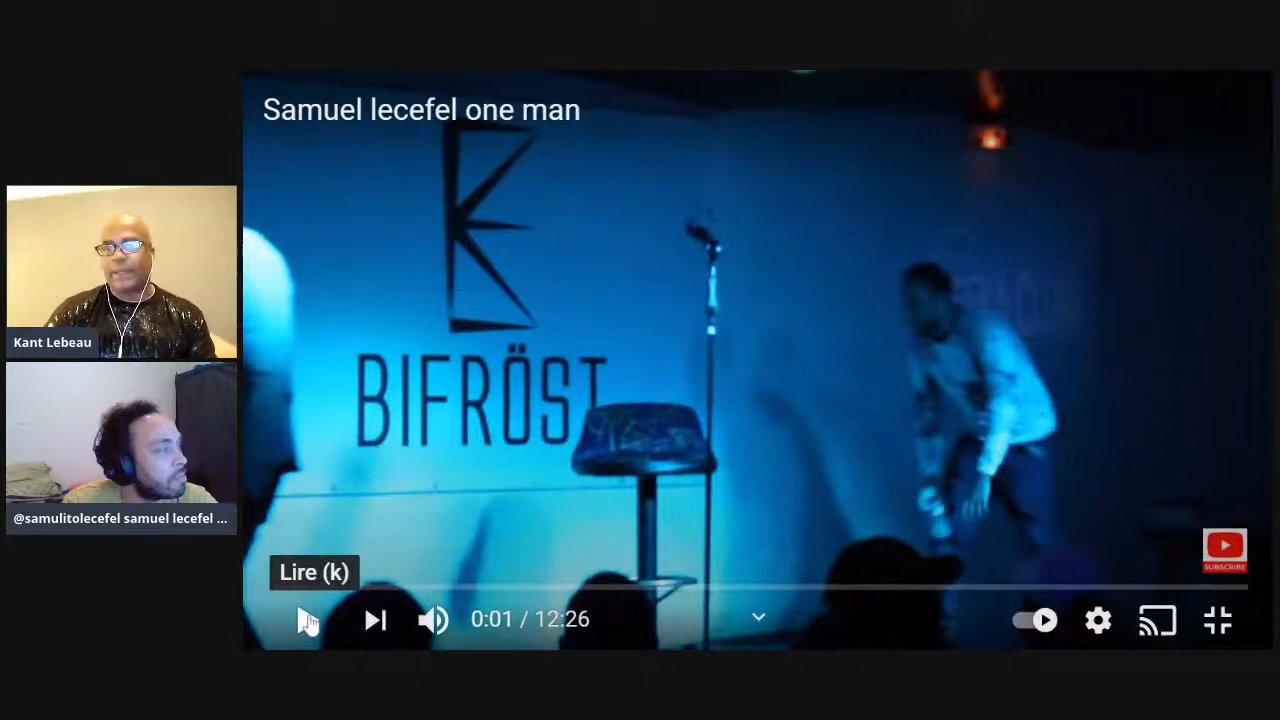 Samuel lecefel one man
BIFRÖST
Kant Lebeau
@samulitolecefel samuel lecefel ...
Lire (k)
0:01 / 12:26
SUBSCRIBE